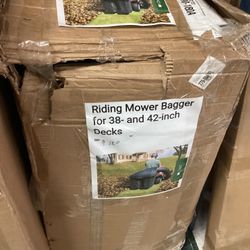 Riding Mower Bagger
for 38- and 42-inch
Decks